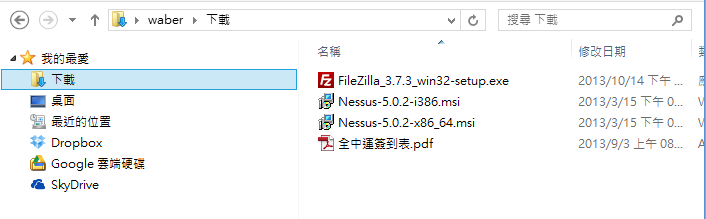 waber 下載
搜尋 下載
名稱 修改日期
我的最愛
下載
桌面
最近的位置
Dropbox
Google 雲端硬碟
SkyDrive
FileZilla_3.7.3_win32-setup.exe 2013/10/14 下午
Nessus-5.0.2-i386.msi 2013/3/15 下午 0
Nessus-5.0.2-x86_64.msi 2013/3/15 下午 0
全中運簽到表.pdf 2013/9/3 上午 08